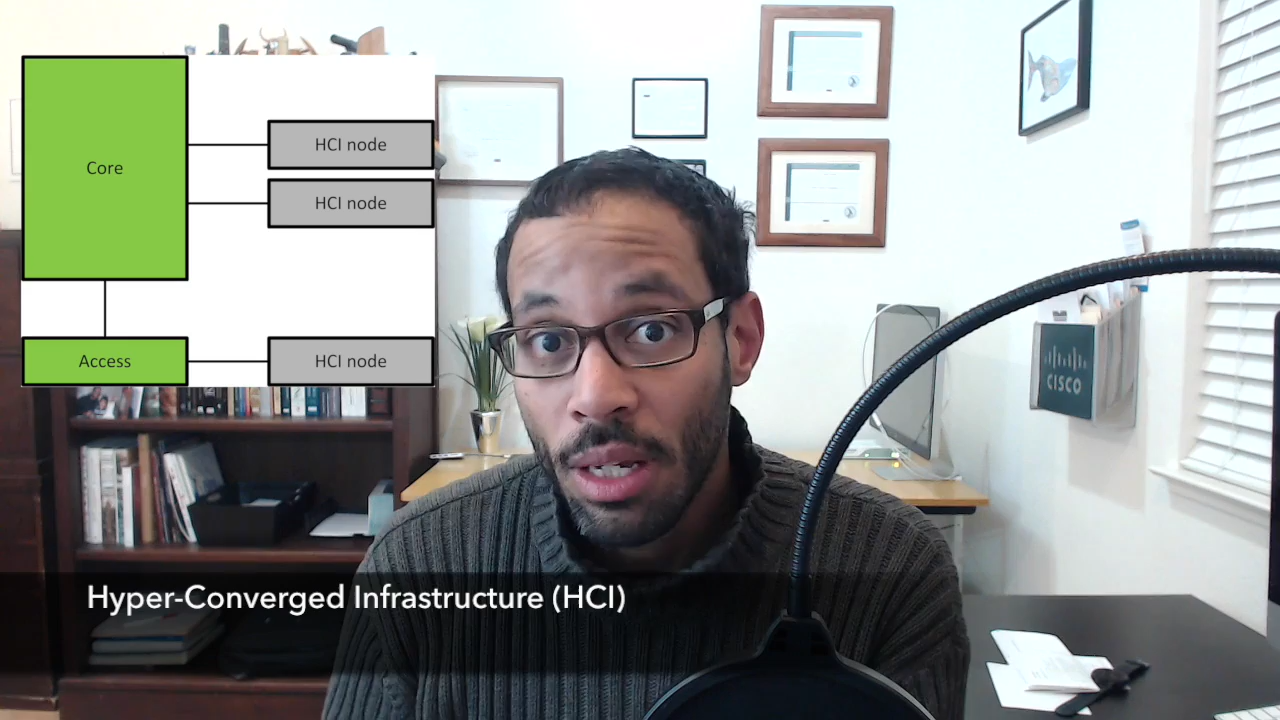 Core
HCI node
HCI node
Access
HCI node
CISCO
Hyper-Converged Infrastructure (HCI)